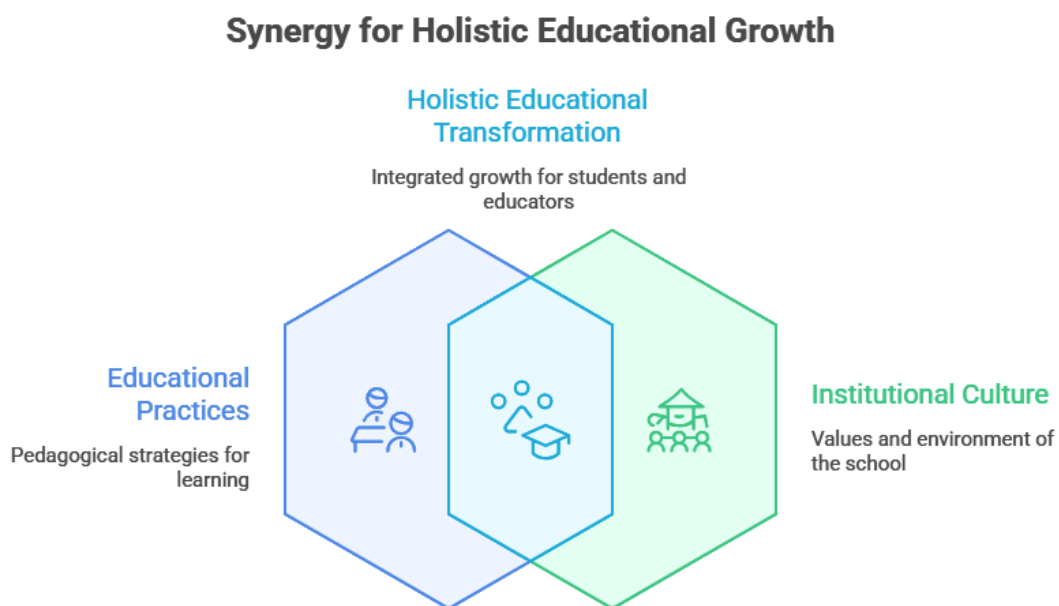 Synergy for Holistic Educational Growth
Holistic Educational
Transformation
Integrated growth for students and
educators
Educational
Practices
Pedagogical strategies for
learning
Institutional Culture
Values and environment of
the school